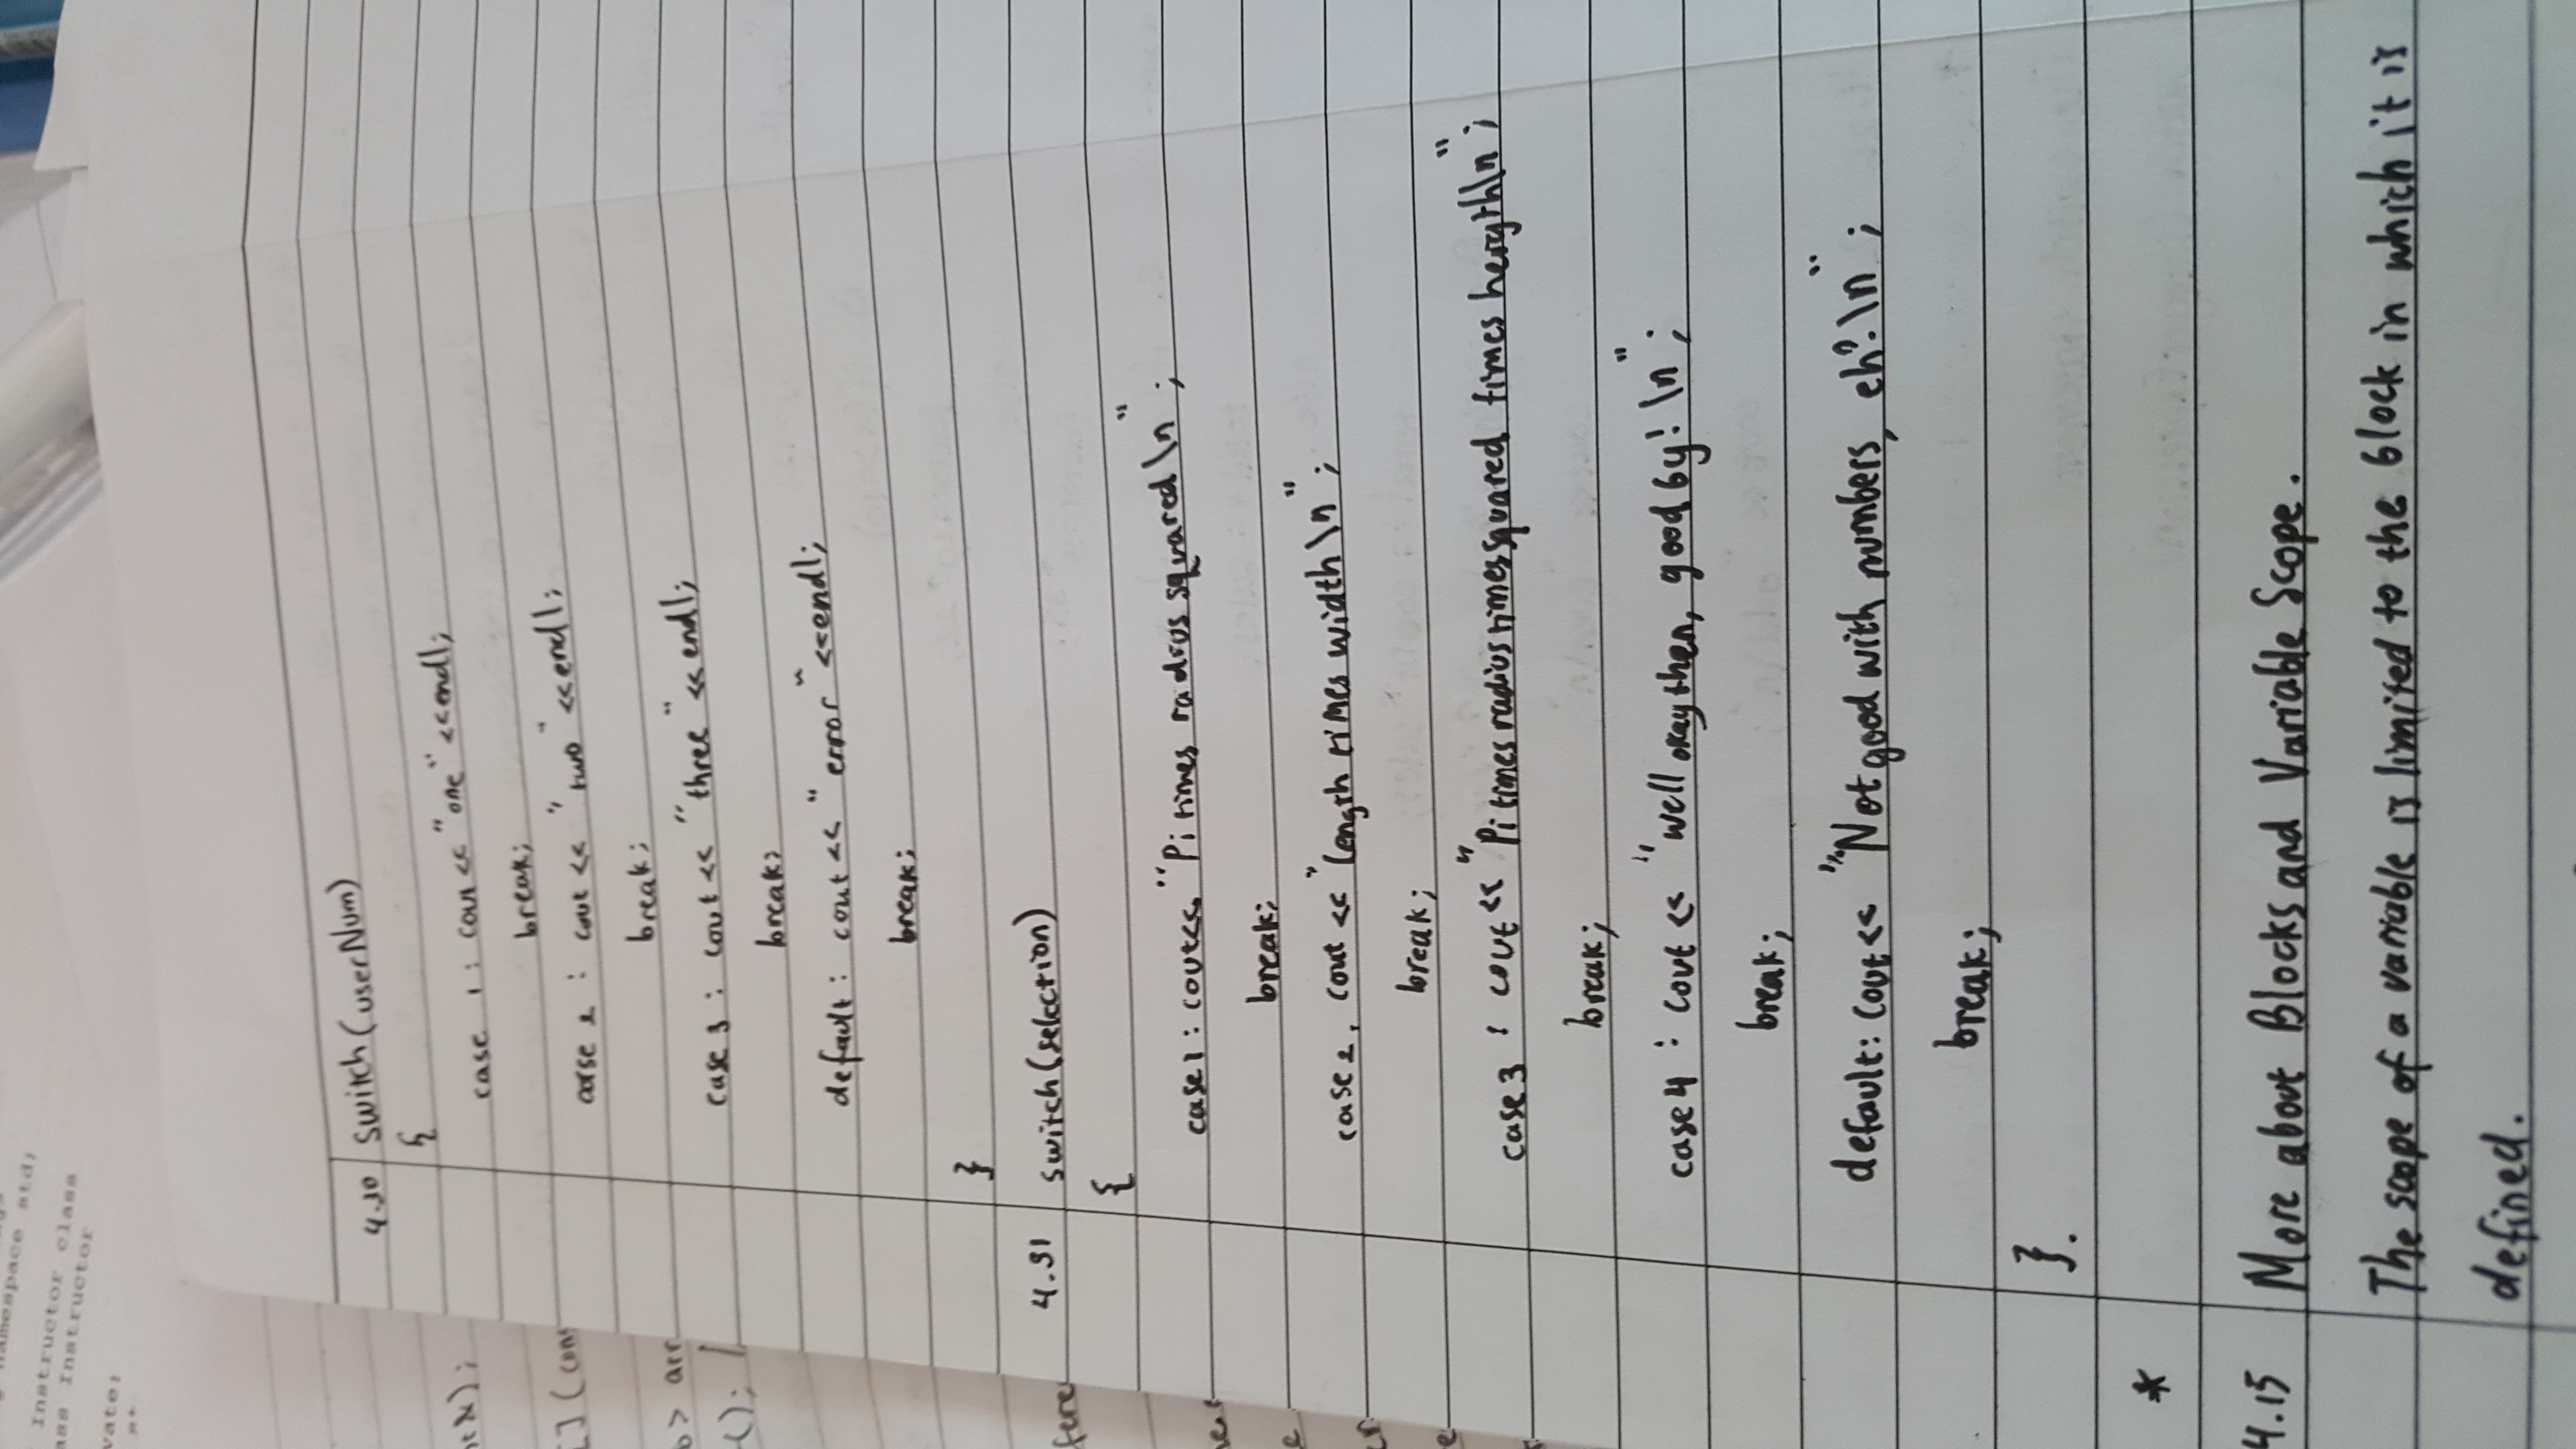 namespace std;
Instructor class
ass Instructor
vate:
4.30 switch(userNum)
{
case 1: cout << "one" <<endl;
break;
case 2 : cout << "two" <<endl;
break;
case 3 : cout << "three" << endl;
break;
default: cout << "error" <<endl;
break;
}
4.31 switch(selection)
{
case1: cout<< "Pi times radius squared \n";
break;
case 2, cout << "length times width \n";
break;
case 3 : cout << "Pi times radius times squared times heigth\n";
break;
case 4 : cout << "well okay then, good by! \n";
break;
default: cout << "Not good with numbers, eh? \n";
break;
}.
*
4.15 More about Blocks and Variable Scope.
The scope of a variable is limited to the block in which it is
defined.
[] (con
> arr
();
fere